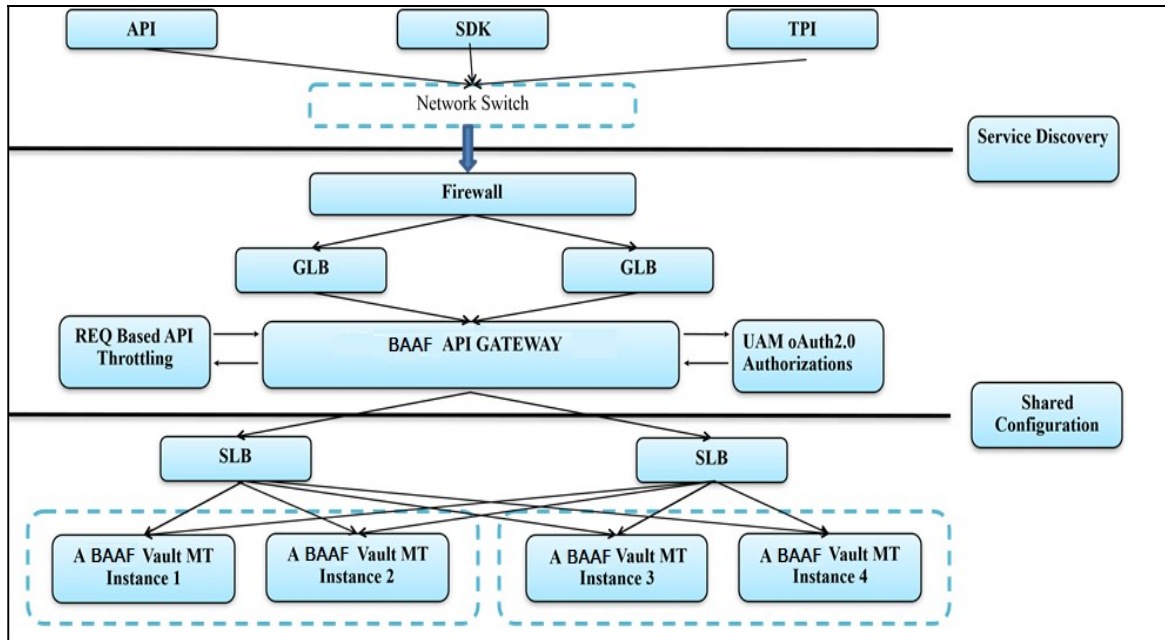 API
SDK
TPI
Network Switch
Service Discovery
Firewall
GLB
GLB
REQ Based API
Throttling
BAAF API GATEWAY
UAM oAuth2.0
Authorizations
Shared
Configuration
SLB
SLB
A BAAF Vault MT
Instance 1
A BAAF Vault MT
Instance 2
A BAAF Vault MT
Instance 3
A BAAF Vault MT
Instance 4